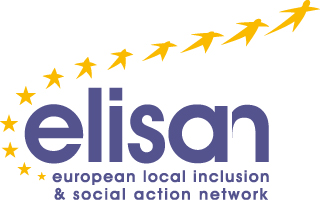 elisan
european local inclusion
& social action network